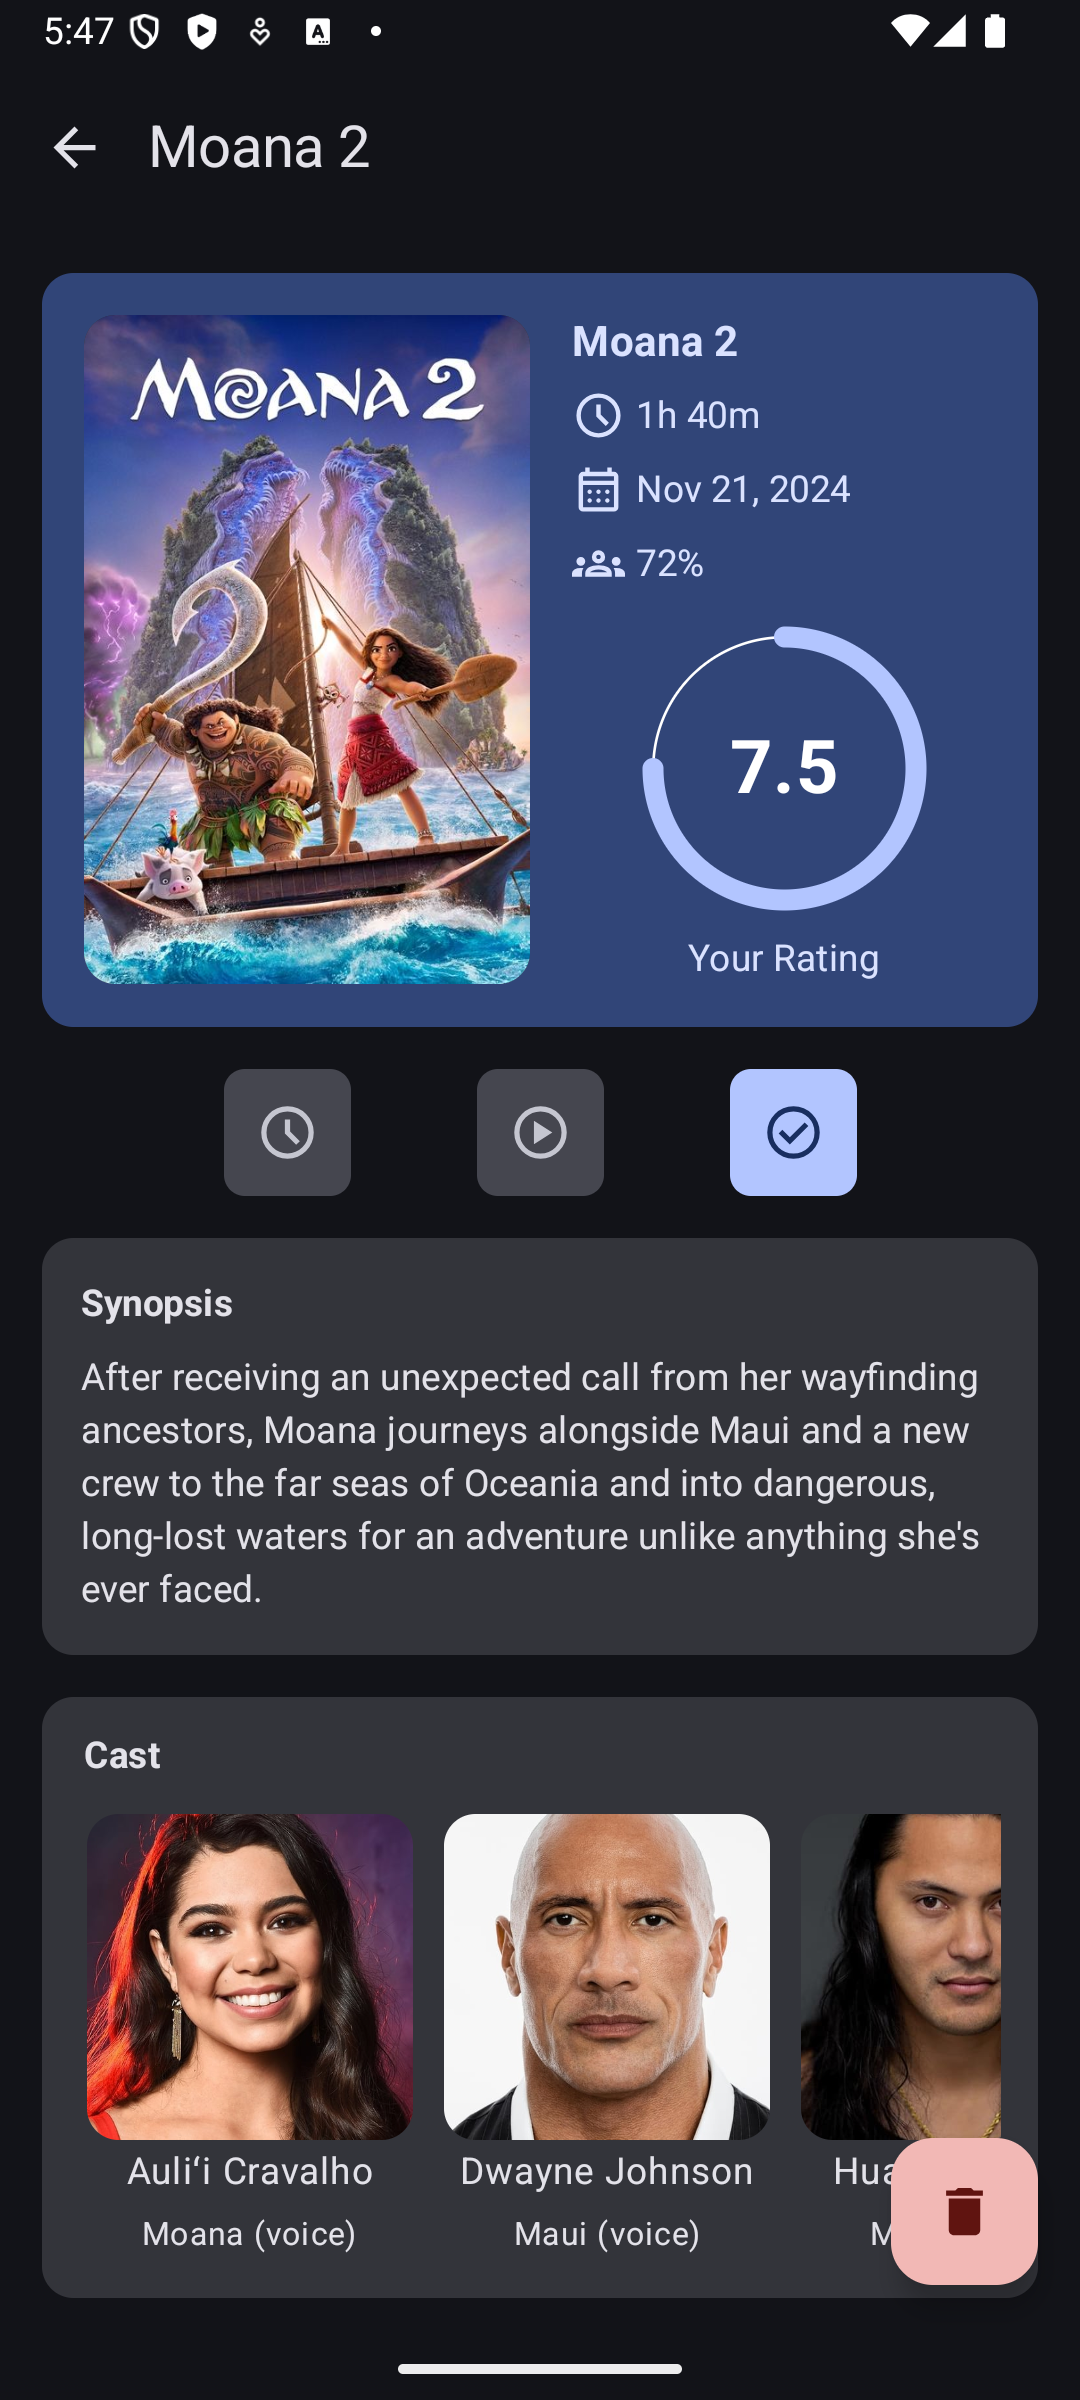 5:47
Moana 2
MOANA 2
Moana 2
1h 40m
Nov 21, 2024
72%
7.5
Your Rating
Synopsis
After receiving an unexpected call from her wayfinding
ancestors, Moana journeys alongside Maui and a new
crew to the far seas of Oceania and into dangerous,
long-lost waters for an adventure unlike anything she's
ever faced.
Cast
Auliʻi Cravalho
Dwayne Johnson
Hua
Moana (voice)
Maui (voice)
M